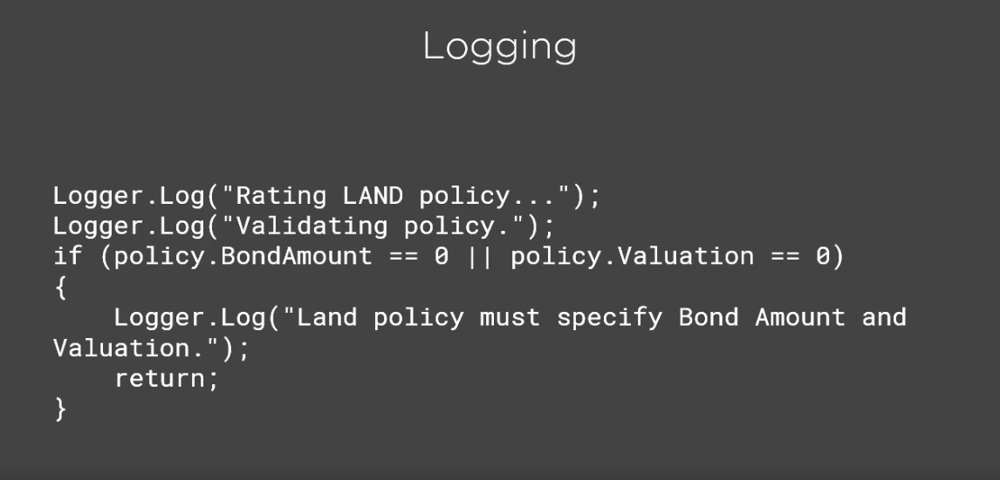 Logging
Logger.Log("Rating LAND policy...");
Logger.Log("Validating policy.");
if (policy.BondAmount == 0 || policy.Valuation == 0)
{
    Logger.Log("Land policy must specify Bond Amount and
Valuation.");
    return;
}